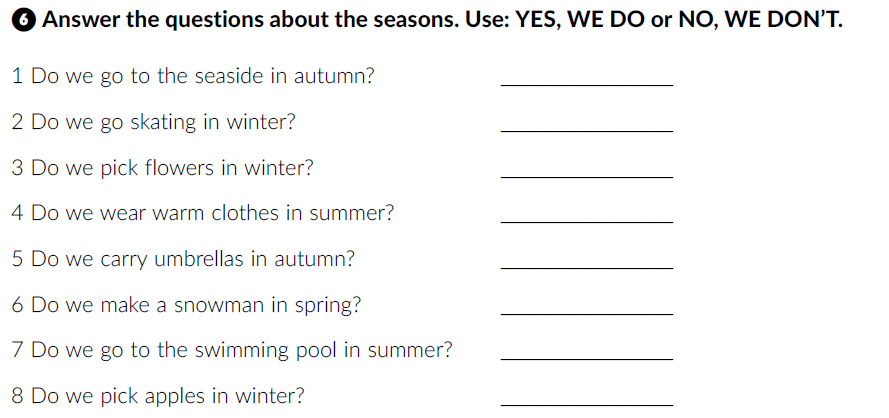 6 Answer the questions about the seasons. Use: YES, WE DO or NO, WE DON'T.
1 Do we go to the seaside in autumn?
2 Do we go skating in winter?
3 Do we pick flowers in winter?
4 Do we wear warm clothes in summer?
5 Do we carry umbrellas in autumn?
6 Do we make a snowman in spring?
7 Do we go to the swimming pool in summer?
8 Do we pick apples in winter?